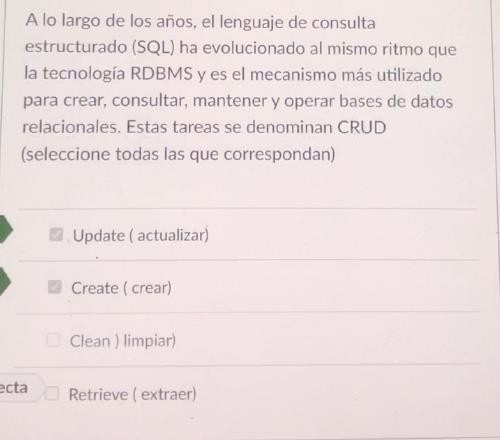 A lo largo de los años, el lenguaje de consulta
estructurado (SQL) ha evolucionado al mismo ritmo que
la tecnología RDBMS y es el mecanismo más utilizado
para crear, consultar, mantener y operar bases de datos
relacionales. Estas tareas se denominan CRUD
(seleccione todas las que correspondan)
Update ( actualizar)
Create ( crear)
Clean ) limpiar)
ecta
Retrieve ( extraer)